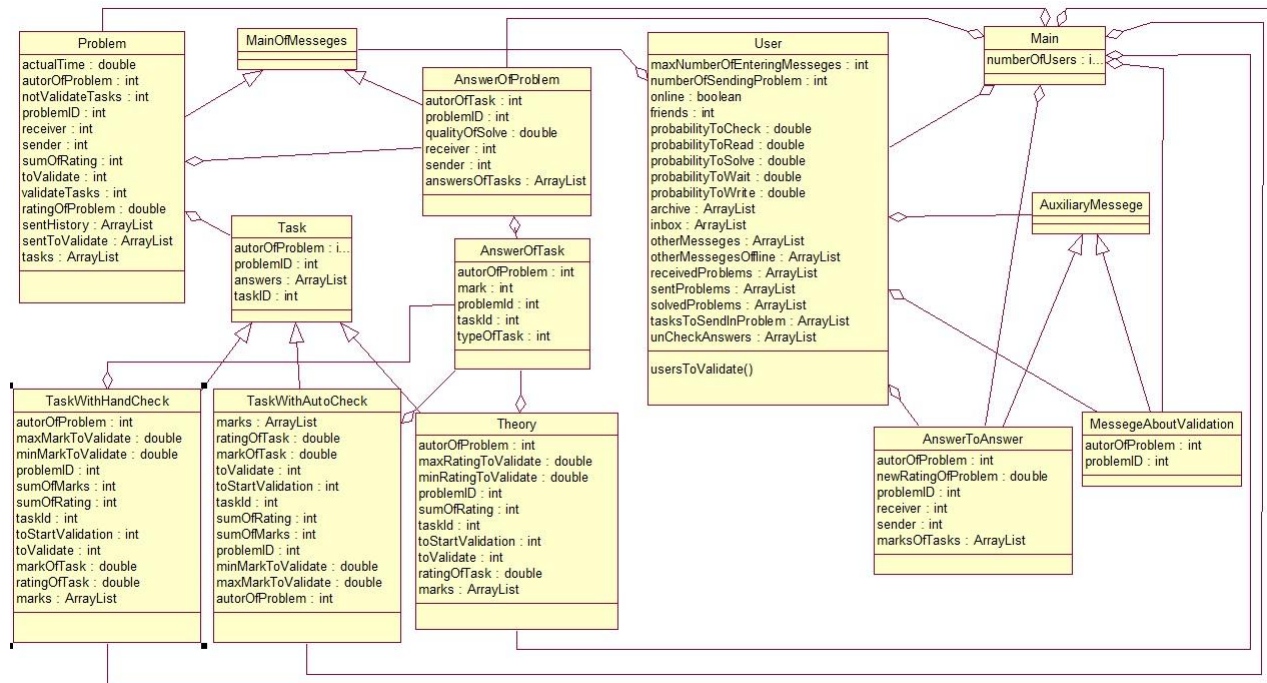 Problem
actualTime : double
autorOfProblem : int
notValidateTasks : int
problemID : int
receiver : int
sender : int
sumOfRating : int
toValidate : int
validateTasks : int
ratingOfProblem : double
sentHistory : ArrayList
sentToValidate : ArrayList
tasks : ArrayList
MainOfMesseges
AnswerOfProblem
autorOfTask : int
problemID : int
qualityOfSolve : double
receiver : int
sender : int
answersOfTasks : ArrayList
User
maxNumberOfEnteringMesseges : int
numberOfSendingProblem : int
online : boolean
friends : int
probabilityToCheck : double
probabilityToRead : double
probabilityToSolve : double
probabilityToWait : double
probabilityToWrite : double
archive : ArrayList
inbox : ArrayList
otherMesseges : ArrayList
otherMessegesOffline : ArrayList
receivedProblems : ArrayList
sentProblems : ArrayList
solvedProblems : ArrayList
tasksToSendInProblem : ArrayList
unCheckAnswers : ArrayList
usersToValidate()
Main
numberOfUsers : i...
AuxiliaryMessege
Task
autorOfProblem : i...
problemID : int
answers : ArrayList
taskID : int
AnswerOfTask
autorOfProblem : int
mark : int
problemId : int
taskId : int
typeOfTask : int
TaskWithHandCheck
autorOfProblem : int
maxMarkToValidate : double
minMarkToValidate : double
problemID : int
sumOfMarks : int
sumOfRating : int
taskId : int
toStartValidation : int
toValidate : int
markOfTask : double
ratingOfTask : double
marks : ArrayList
TaskWithAutoCheck
marks : ArrayList
ratingOfTask : double
markOfTask : double
toValidate : int
toStartValidation : int
taskId : int
sumOfRating : int
sumOfMarks : int
problemID : int
minMarkToValidate : double
maxMarkToValidate : double
autorOfProblem : int
Theory
autorOfProblem : int
maxRatingToValidate : double
minRatingToValidate : double
problemID : int
sumOfRating : int
taskId : int
toStartValidation : int
toValidate : int
ratingOfTask : double
marks : ArrayList
AnswerToAnswer
autorOfProblem : int
newRatingOfProblem : double
problemID : int
receiver : int
sender : int
marksOfTasks : ArrayList
MessegeAboutValidation
autorOfProblem : int
problemID : int